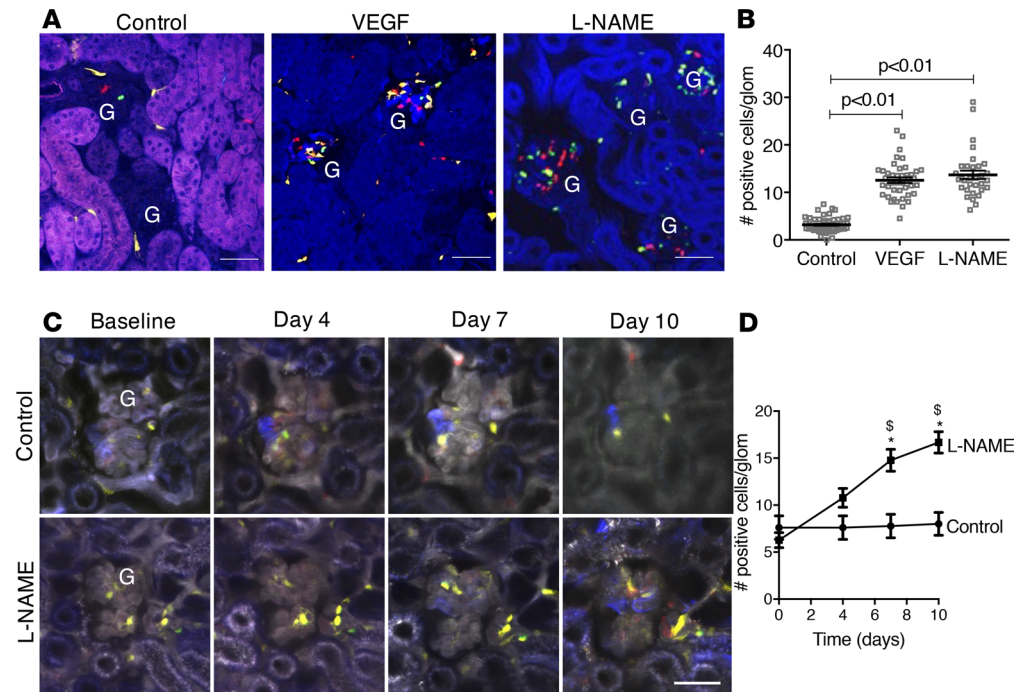 A
Control
VEGF
L-NAME
G
G
G
G
G
G
G
G
B
# positive cells/glom
40
30
20
10
0
p<0.01
p<0.01
Control
VEGF
L-NAME
C
Baseline
Day 4
Day 7
Day 10
Control
G
L-NAME
G
D
# positive cells/glom
20
15
10
5
0
$
*
$
*
L-NAME
Control
0
2
4
6
8
10
Time (days)